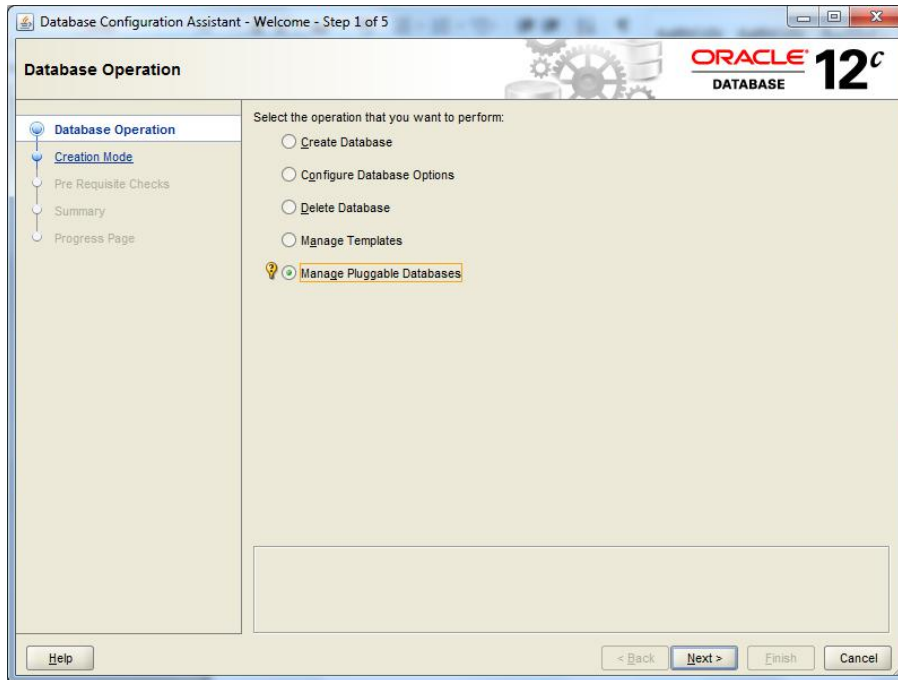 Database Configuration Assistant - Welcome - Step 1 of 5
Database Operation
ORACLE
DATABASE
12c
Database Operation
Creation Mode
Pre Requisite Checks
Summary
Progress Page
Select the operation that you want to perform:
Create Database
Configure Database Options
Delete Database
Manage Templates
Manage Pluggable Databases
Help
< Back
Next >
Finish
Cancel